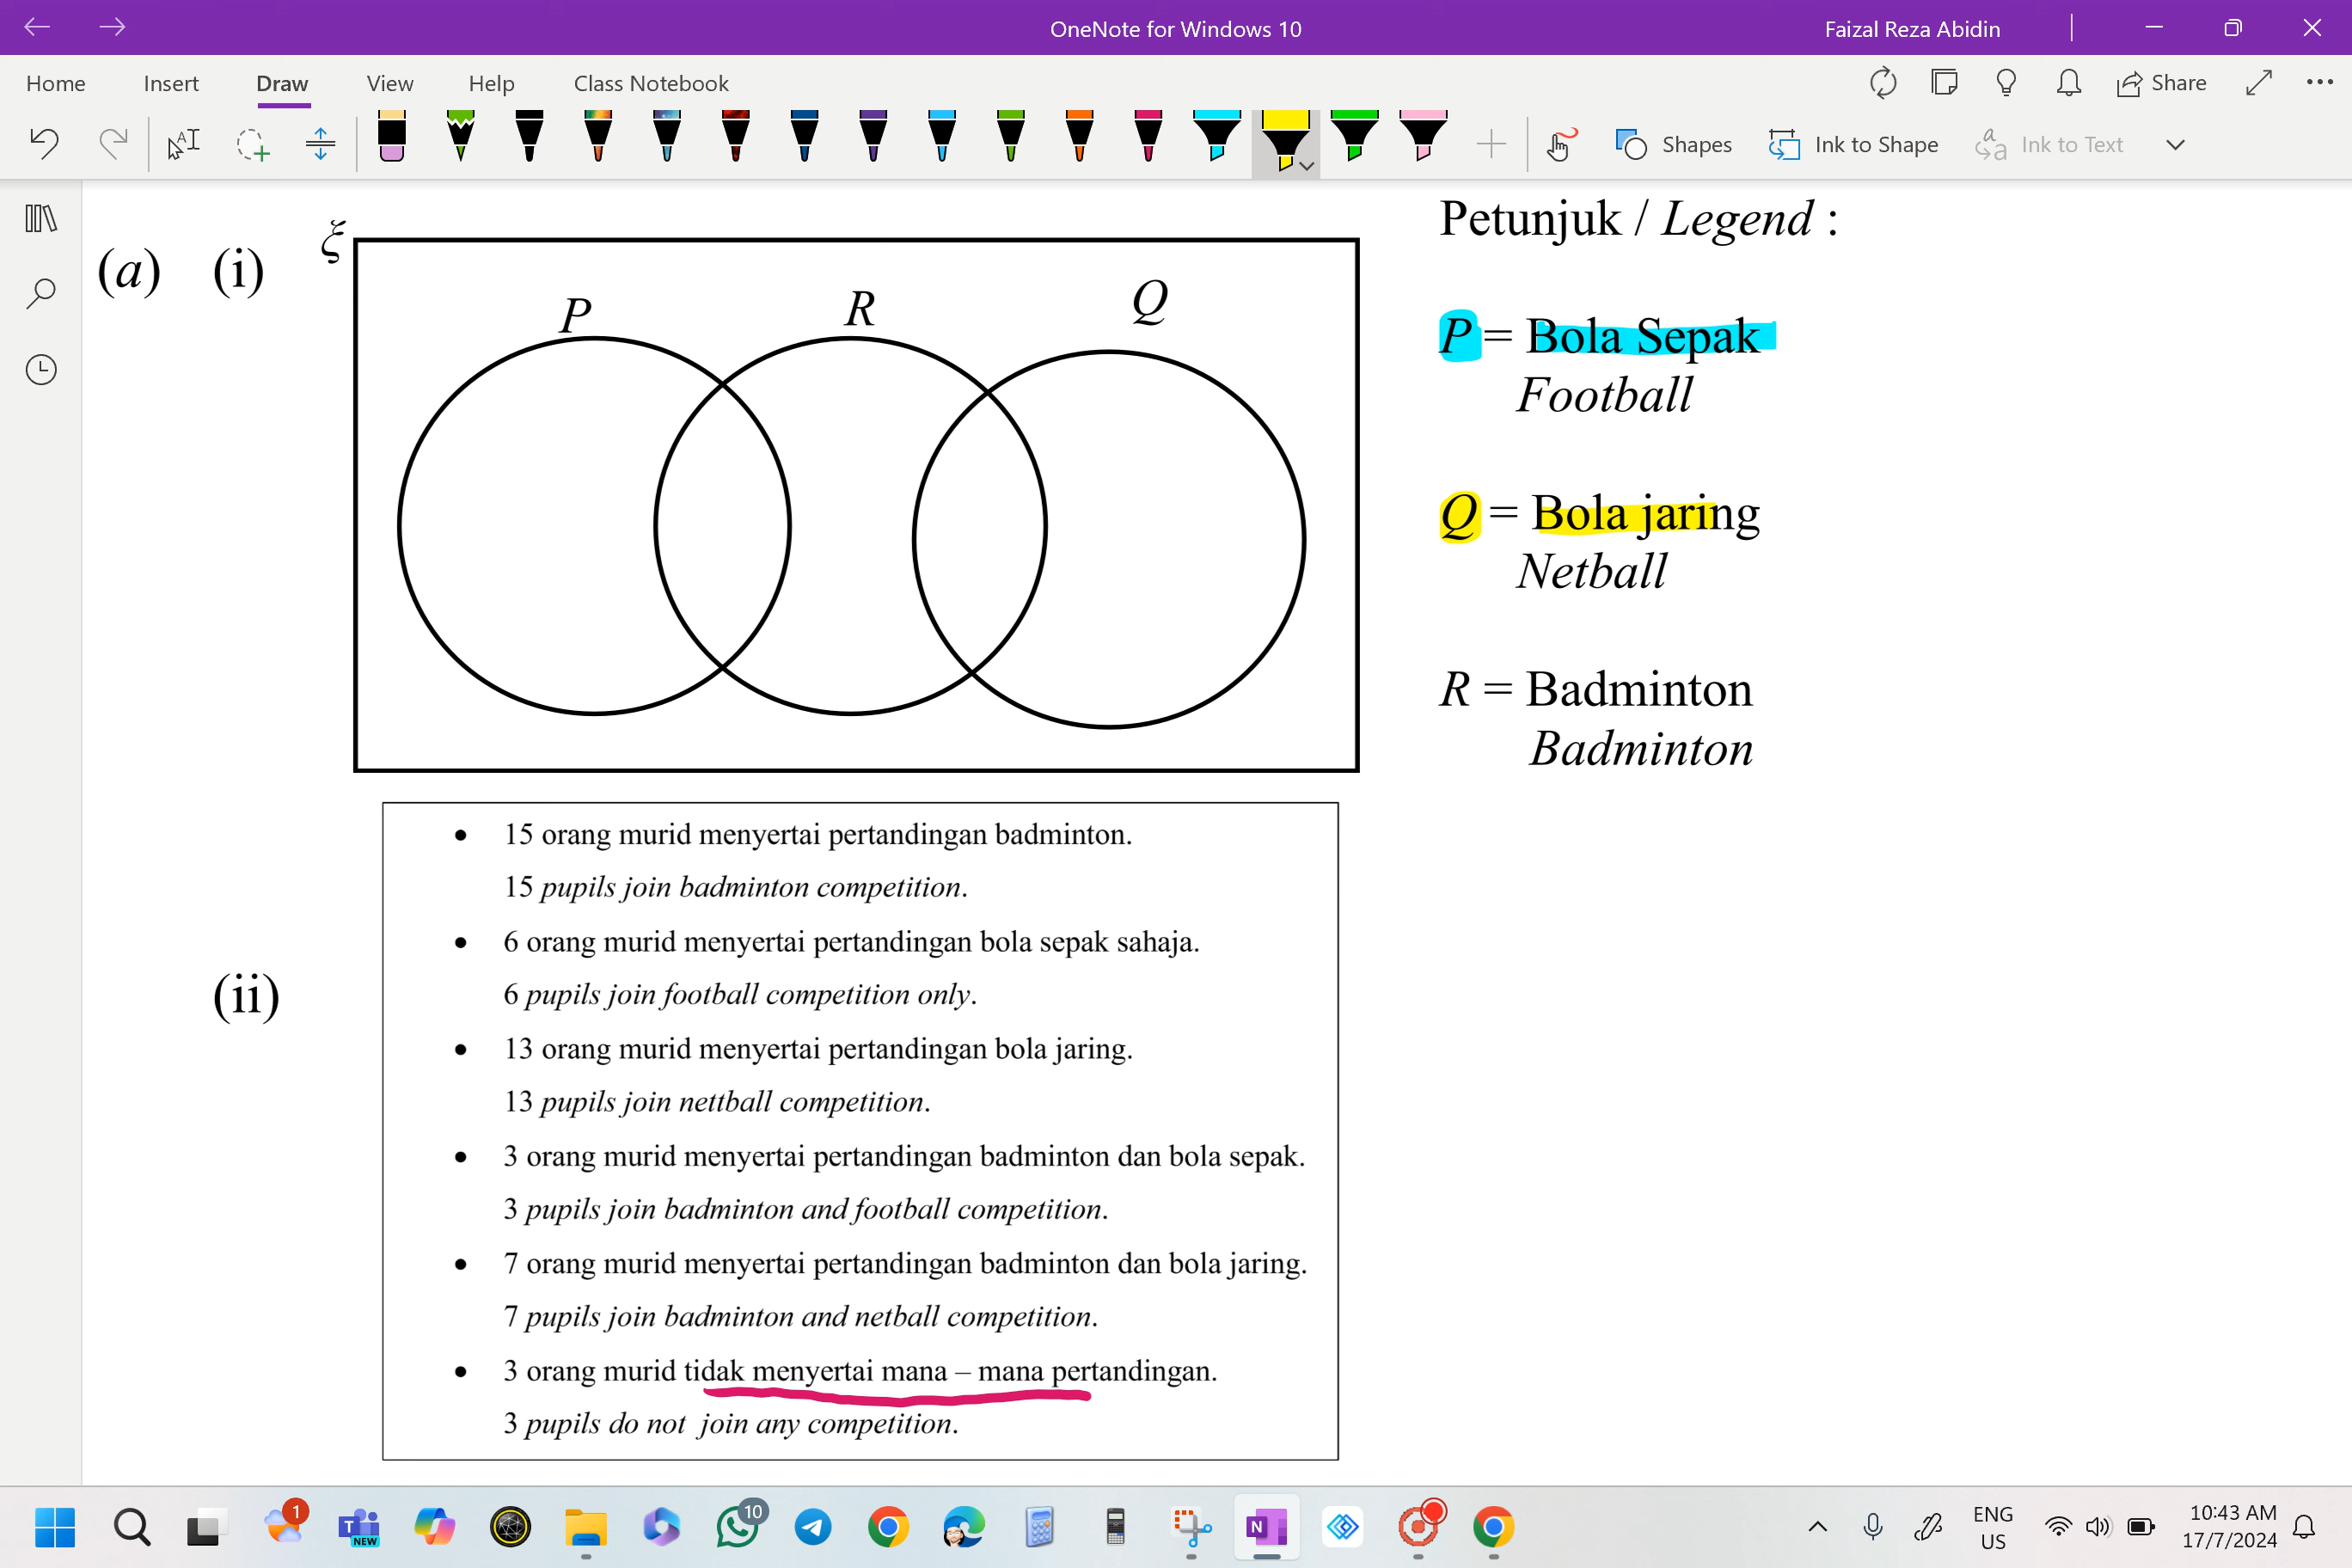 OneNote for Windows 10
Faizal Reza Abidin
Home Insert Draw View Help Class Notebook
Share
Shapes
Ink to Shape
Ink to Text
(a) (i)
ξ
P R Q
Petunjuk / Legend :
P = Bola Sepak
Football
Q = Bola jaring
Netball
R = Badminton
Badminton
(ii)
• 15 orang murid menyertai pertandingan badminton.
15 pupils join badminton competition.
• 6 orang murid menyertai pertandingan bola sepak sahaja.
6 pupils join football competition only.
• 13 orang murid menyertai pertandingan bola jaring.
13 pupils join nettball competition.
• 3 orang murid menyertai pertandingan badminton dan bola sepak.
3 pupils join badminton and football competition.
• 7 orang murid menyertai pertandingan badminton dan bola jaring.
7 pupils join badminton and netball competition.
• 3 orang murid tidak menyertai mana – mana pertandingan.
3 pupils do not join any competition.
1
T
NEW
10
N
ENG
US
10:43 AM
17/7/2024